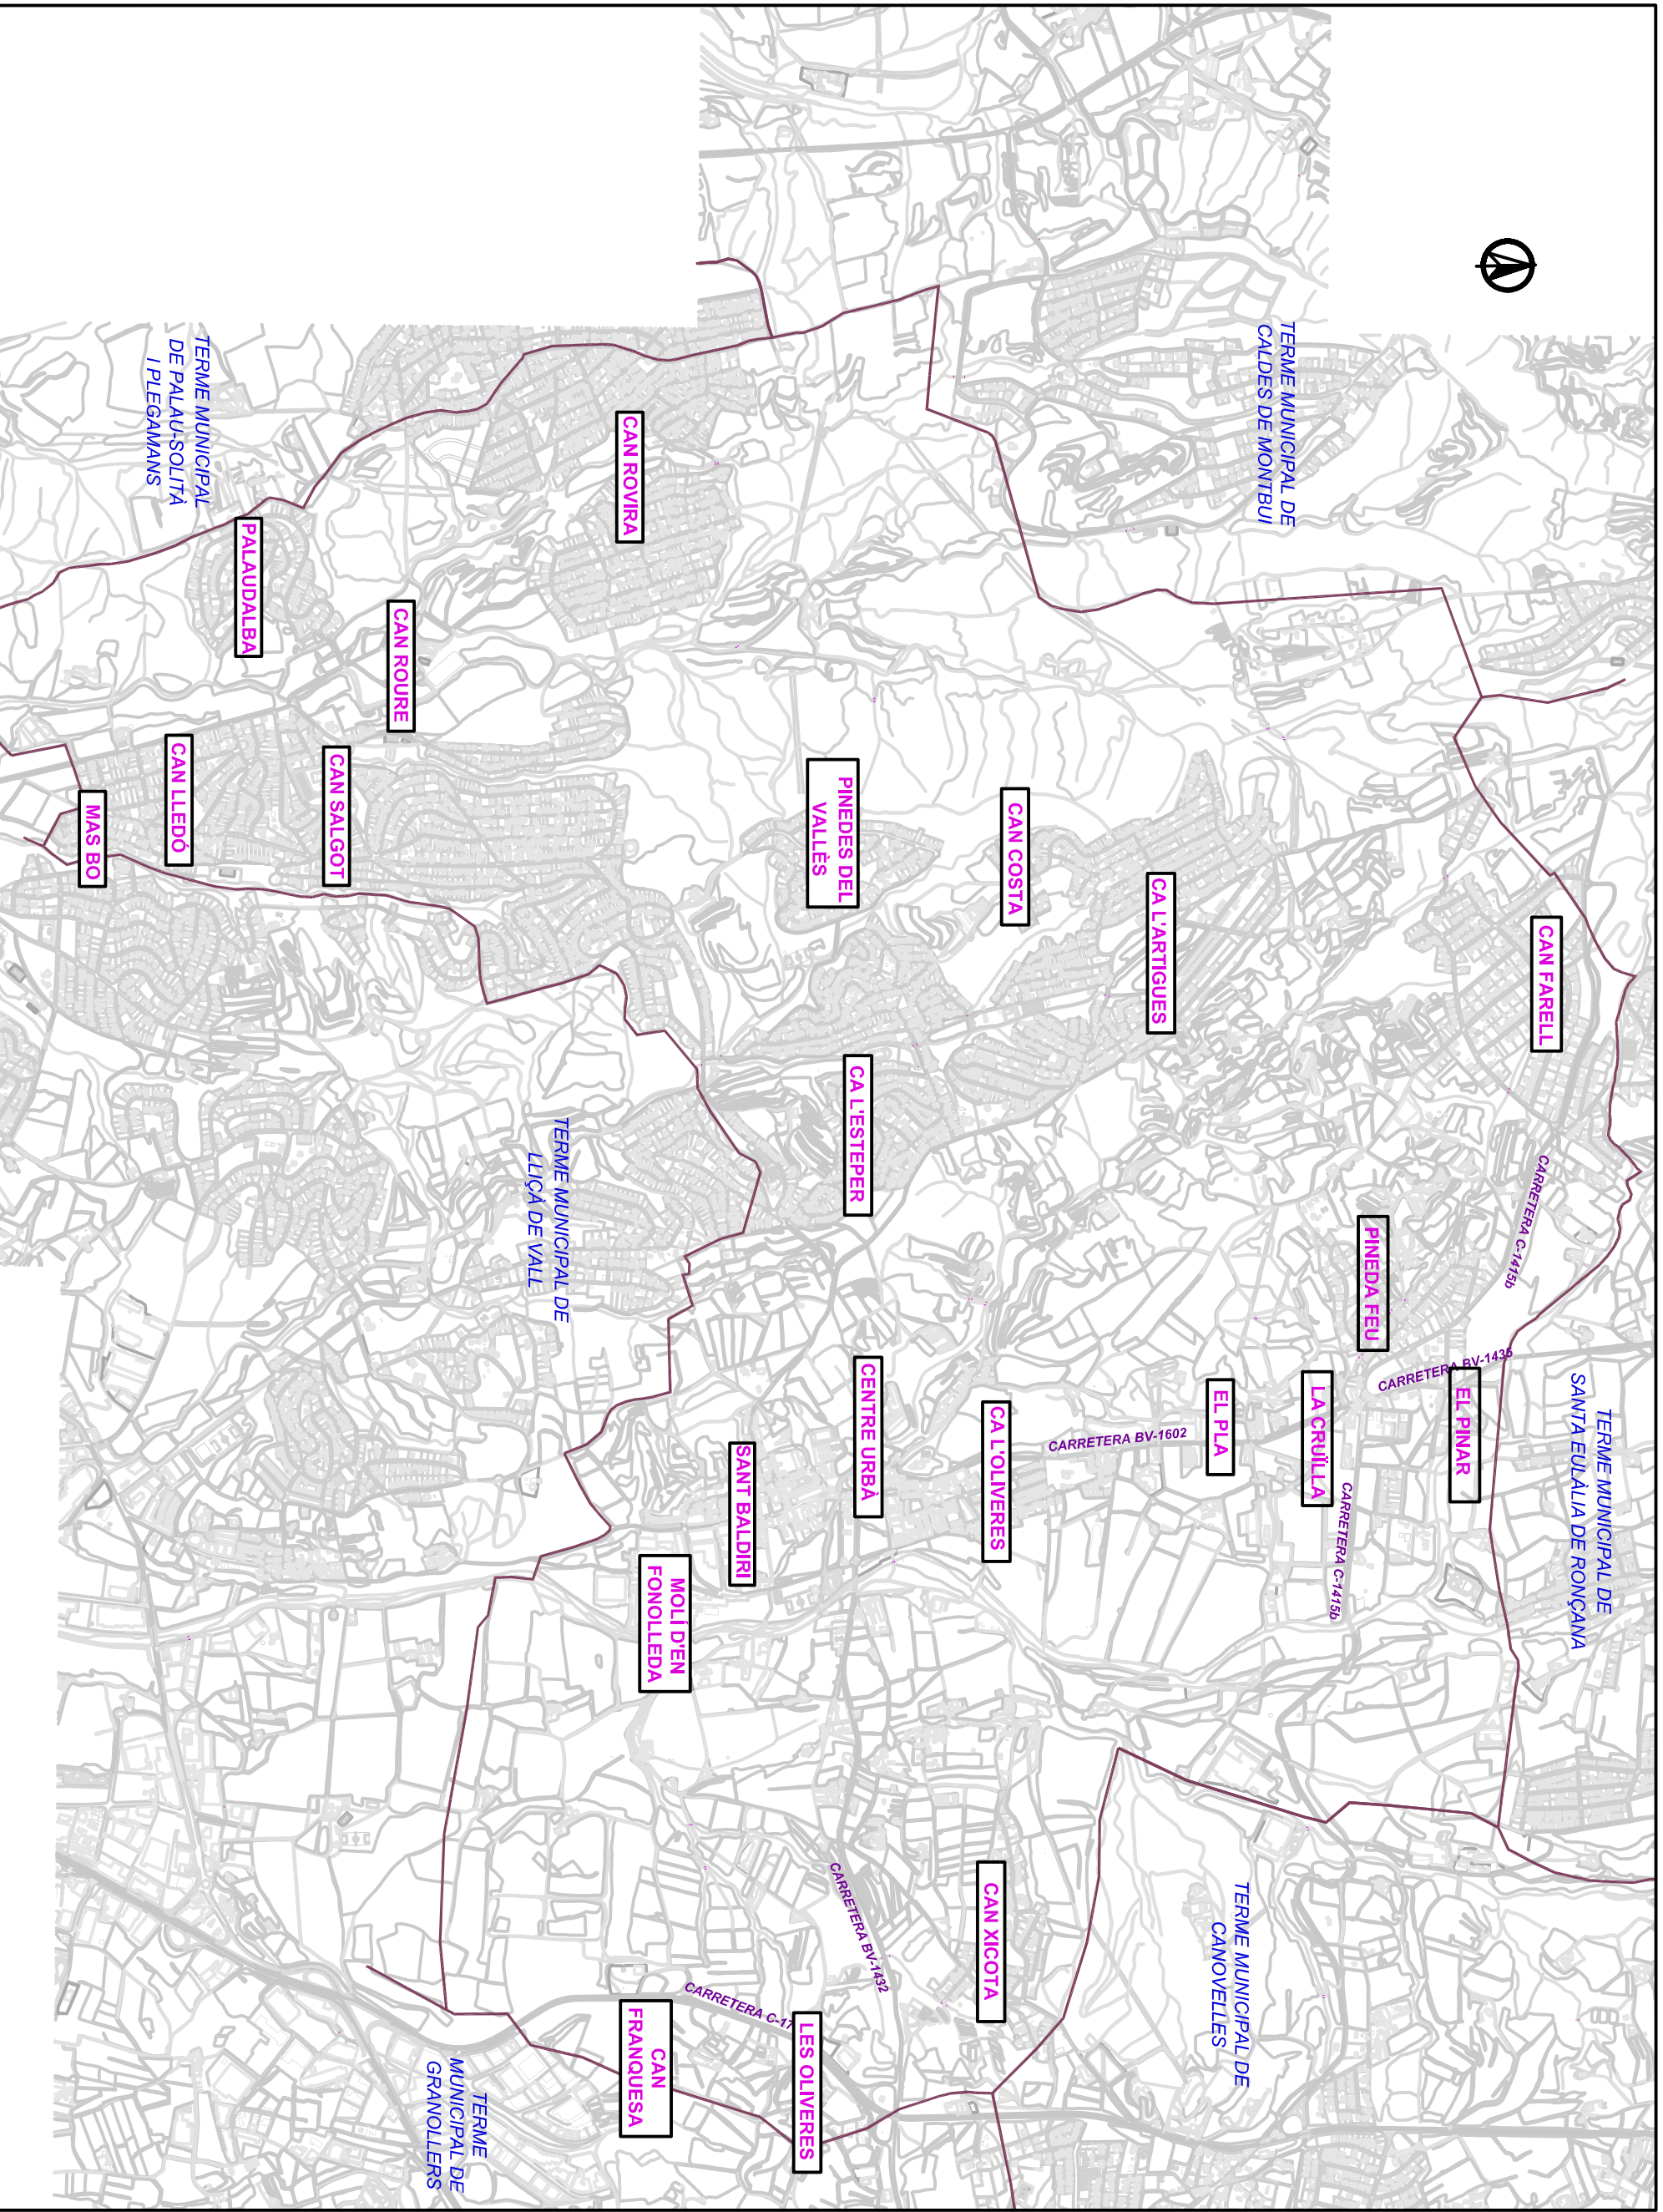 TERME MUNICIPAL DE
CALDES DE MONTBUI
TERME MUNICIPAL
DE PALAU-SOLITÀ
I PLEGAMANS
CAN ROVIRA
PALAUDALBA
CAN ROURE
CAN LLEDÓ
CAN SALGOT
MAS BO
PINEDES DEL
VALLÈS
CAN COSTA
CA L'ARTIGUES
CAN FARELL
CA L'ESTEPER
TERME MUNICIPAL DE
LLIÇÀ DE VALL
CARRETERA C-1415b
PINEDA FEU
CARRETERA BV-1435
EL PINAR
LA CRUÏLLA
EL PLA
TERME MUNICIPAL DE
SANTA EULÀLIA DE RONÇANA
CENTRE URBÀ
CA L'OLIVERES
CARRETERA BV-1602
CARRETERA C-1415b
SANT BALDIRI
MOLÍ D'EN
FONOLLEDA
CAN XICOTA
CARRETERA BV-1432
TERME MUNICIPAL DE
CANOVELLES
CARRETERA C-17
LES OLIVERES
CAN
FRANQUESA
TERME
MUNICIPAL DE
GRANOLLERS